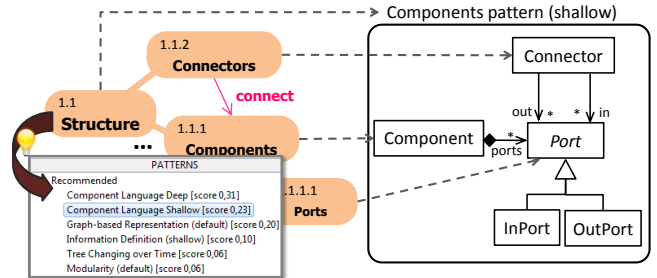 Components pattern (shallow)
1.1.2
Connectors
Connector
connect
1.1
Structure
out * * in
...
1.1.1
Components
Component
*
ports
Port
PATTERNS
Recommended
Component Language Deep [score 0,31]
Component Language Shallow [score 0,23]
Graph-based Representation (default) [score 0,20]
Information Definition (shallow) [score 0,10]
Tree Changing over Time [score 0,06]
Modularity (default) [score 0,06]
1.1.1.1
Ports
InPort
OutPort